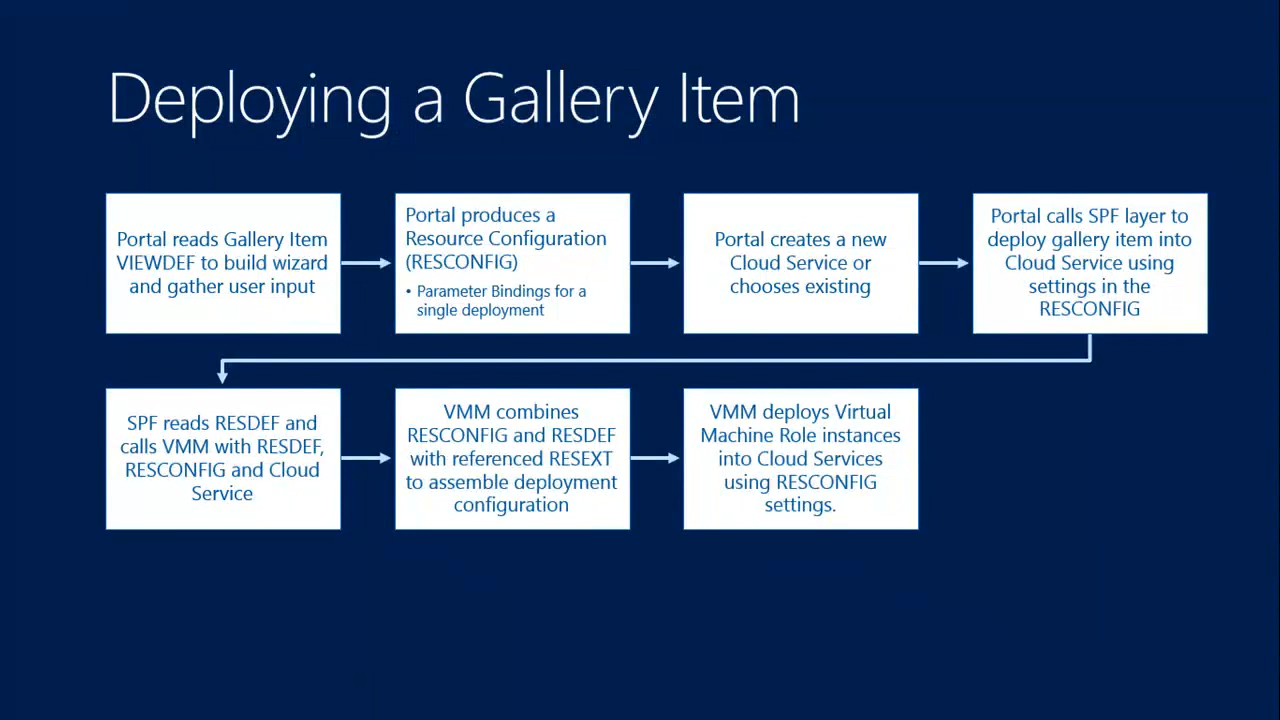 Deploying a Gallery Item
Portal reads Gallery Item
VIEWDEF to build wizard
and gather user input
Portal produces a
Resource Configuration
(RESCONFIG)
• Parameter Bindings for a
single deployment
Portal creates a new
Cloud Service or
chooses existing
Portal calls SPF layer to
deploy gallery item into
Cloud Service using
settings in the
RESCONFIG
SPF reads RESDEF and
calls VMM with RESDEF,
RESCONFIG and Cloud
Service
VMM combines
RESCONFIG and RESDEF
with referenced RESEXT
to assemble deployment
configuration
VMM deploys Virtual
Machine Role instances
into Cloud Services
using RESCONFIG
settings.